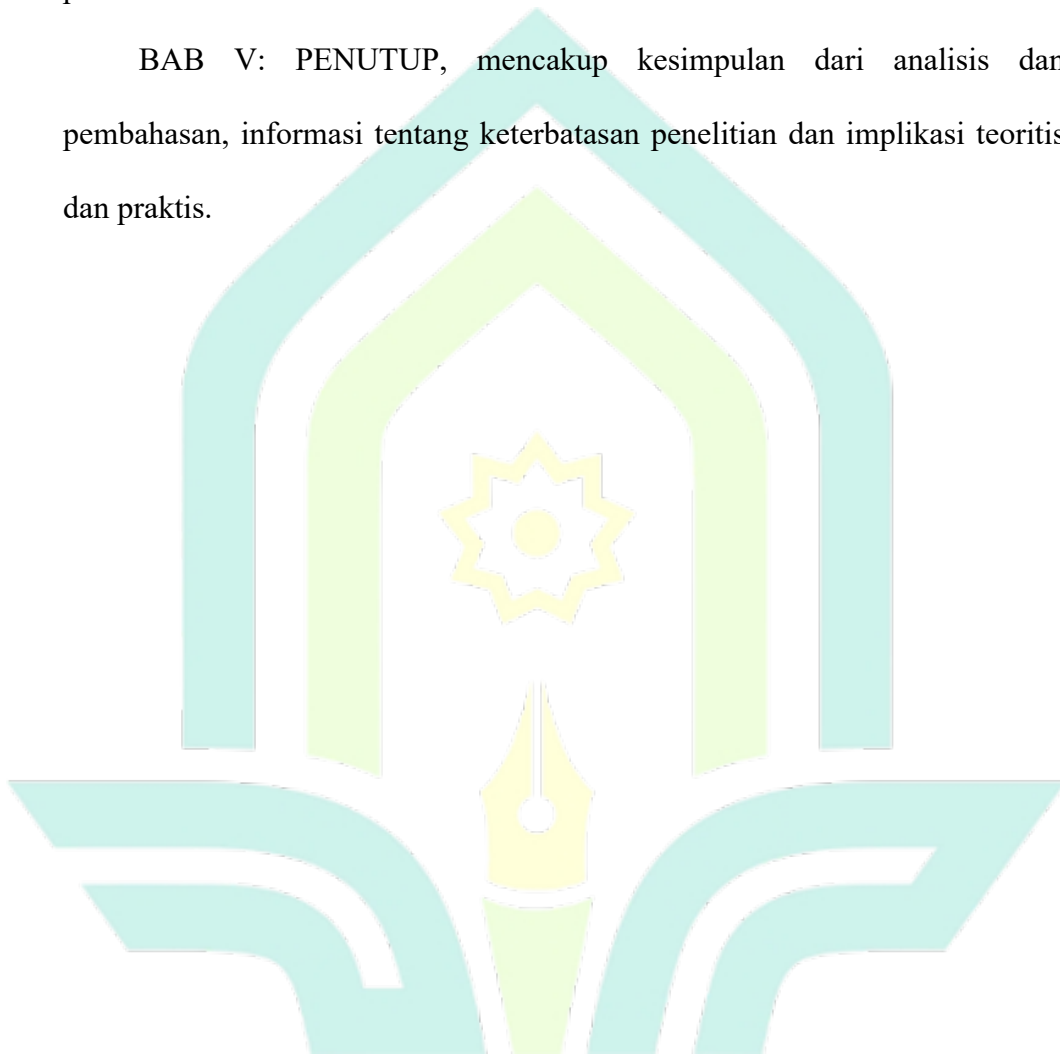 BAB V: PENUTUP, mencakup kesimpulan dari analisis dan
pembahasan, informasi tentang keterbatasan penelitian dan implikasi teoritis
dan praktis.